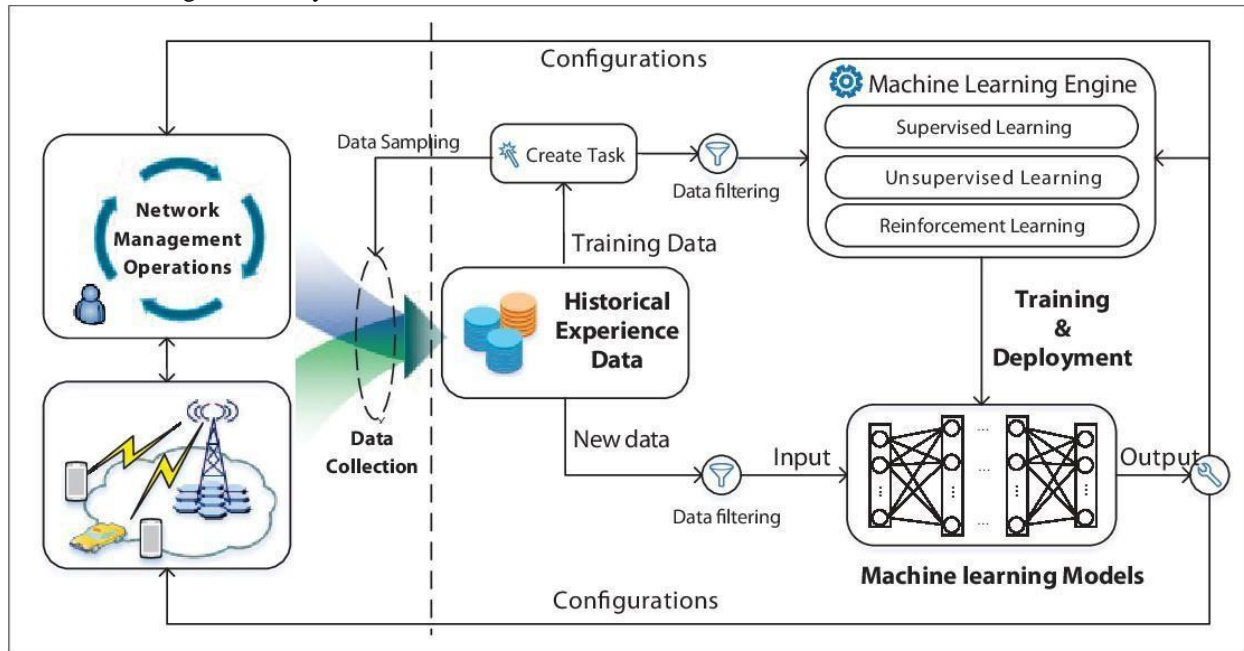 Configurations
Machine Learning Engine
Supervised Learning
Unsupervised Learning
Reinforcement Learning
Data Sampling
Create Task
Data filtering
Network
Management
Operations
Training Data
Historical
Experience
Data
Training
&
Deployment
Data
Collection
New data
Data filtering
Input
...
...
...
Output
Machine learning Models
Configurations